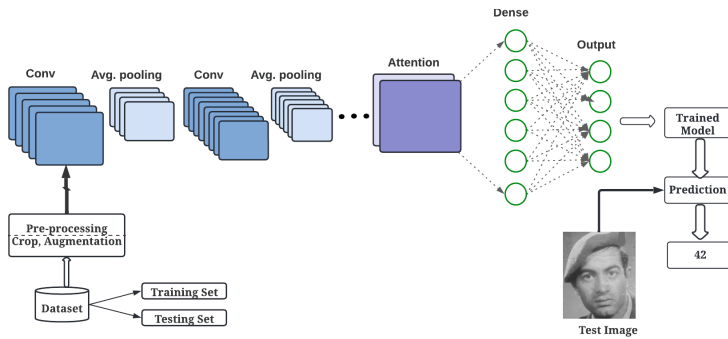 Dense
Output
Attention
Conv
Avg. pooling
Conv
Avg. pooling
Trained
Model
Prediction
42
Pre-processing
Crop, Augmentation
Dataset
Training Set
Testing Set
Test Image